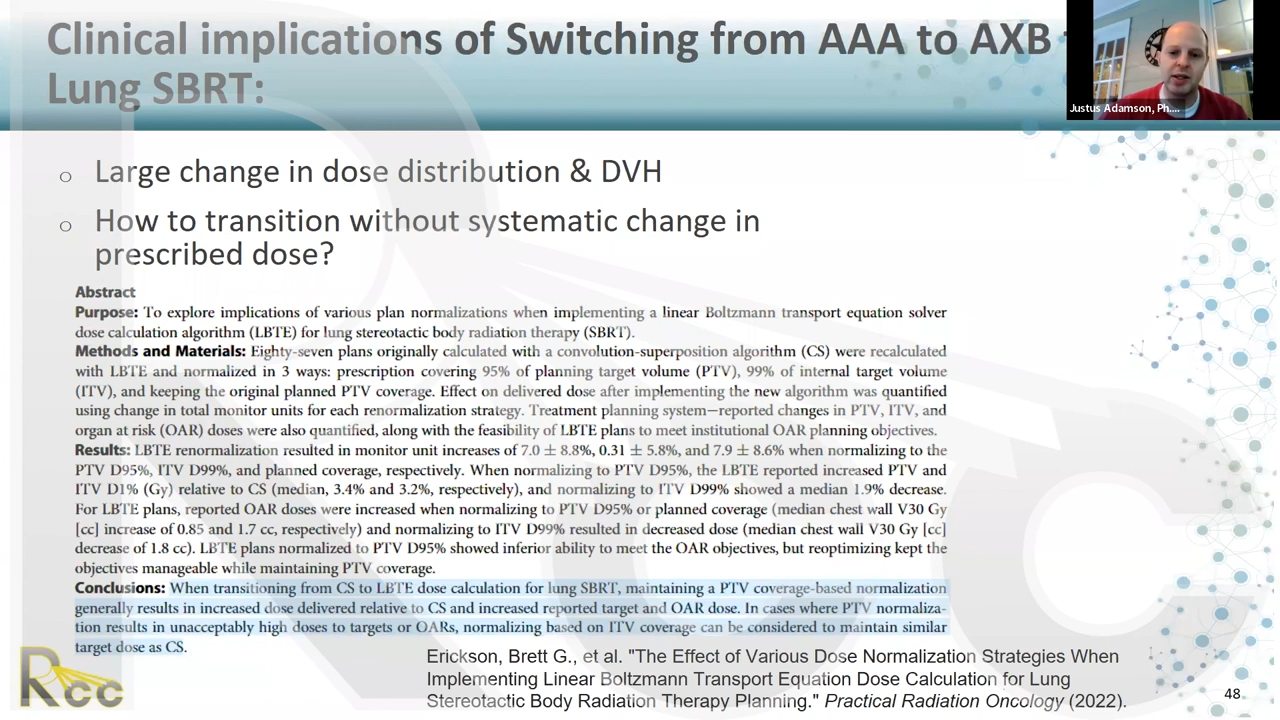 Clinical implications of Switching from AAA to AXB
Lung SBRT:
Justus Adamson, Ph....
o Large change in dose distribution & DVH
o How to transition without systematic change in
prescribed dose?
Abstract
Purpose: To explore implications of various plan normalizations when implementing a linear Boltzmann transport equation solver
dose calculation algorithm (LBTE) for lung stereotactic body radiation therapy (SBRT).
Methods and Materials: Eighty-seven plans originally calculated with a convolution-superposition algorithm (CS) were recalculated
with LBTE and normalized in 3 ways: prescription covering 95% of planning target volume (PTV), 99% of internal target volume
(ITV), and keeping the original planned PTV coverage. Effect on delivered dose after implementing the new algorithm was quantified
using change in total monitor units for each renormalization strategy. Treatment planning system−reported changes in PTV, ITV, and
organ at risk (OAR) doses were also quantified, along with the feasibility of LBTE plans to meet institutional OAR planning objectives.
Results: LBTE renormalization resulted in monitor unit increases of 7.0 ± 8.8%, 0.31 ± 5.8%, and 7.9 ± 8.6% when normalizing to the
PTV D95%, ITV D99%, and planned coverage, respectively. When normalizing to PTV D95%, the LBTE reported increased PTV and
ITV D1% (Gy) relative to CS (median, 3.4% and 3.2%, respectively), and normalizing to ITV D99% showed a median 1.9% decrease.
For LBTE plans, reported OAR doses were increased when normalizing to PTV D95% or planned coverage (median chest wall V30 Gy
[cc] increase of 0.85 and 1.7 cc, respectively) and normalizing to ITV D99% resulted in decreased dose (median chest wall V30 Gy [cc]
decrease of 1.8 cc). LBTE plans normalized to PTV D95% showed inferior ability to meet the OAR objectives, but reoptimizing kept the
objectives manageable while maintaining PTV coverage.
Conclusions: When transitioning from CS to LBTE dose calculation for lung SBRT, maintaining a PTV coverage-based normalization
generally results in increased dose delivered relative to CS and increased reported target and OAR dose. In cases where PTV normaliza-
tion results in unacceptably high doses to targets or OARs, normalizing based on ITV coverage can be considered to maintain similar
target dose as CS.
Erickson, Brett G., et al. "The Effect of Various Dose Normalization Strategies When
Implementing Linear Boltzmann Transport Equation Dose Calculation for Lung
Stereotactic Body Radiation Therapy Planning." Practical Radiation Oncology (2022).
Rcc
48